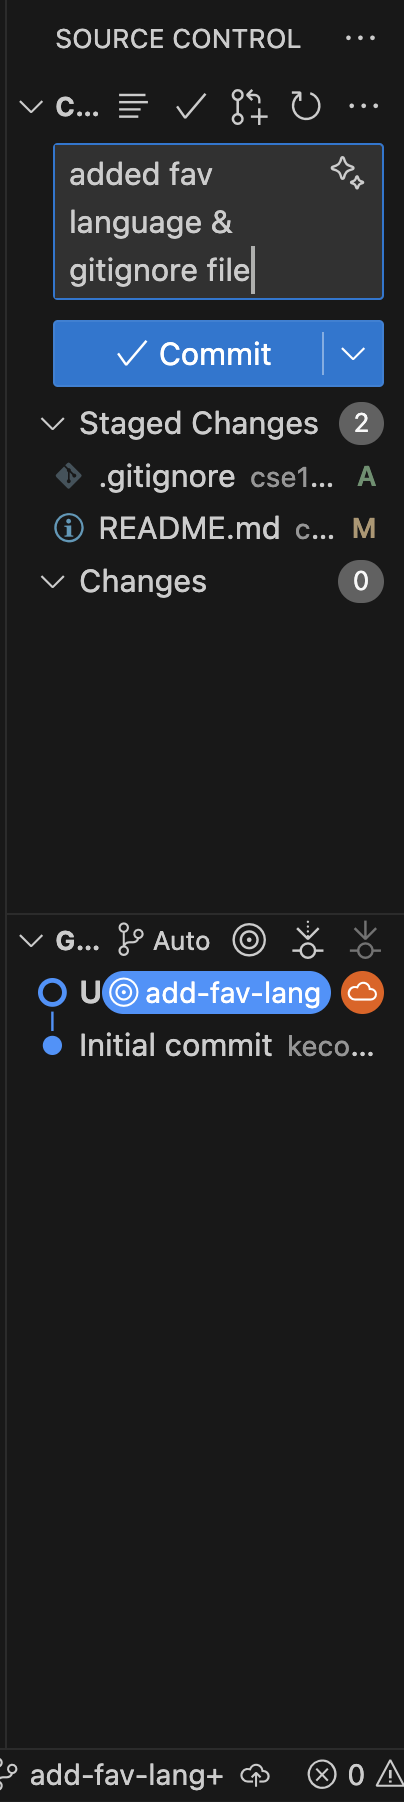 SOURCE CONTROL
C...
added fav
language &
gitignore file
Commit
Staged Changes 2
.gitignore cse1... A
README.md c... M
Changes 0
G... Auto
U add-fav-lang
Initial commit keco...
add-fav-lang+ 0